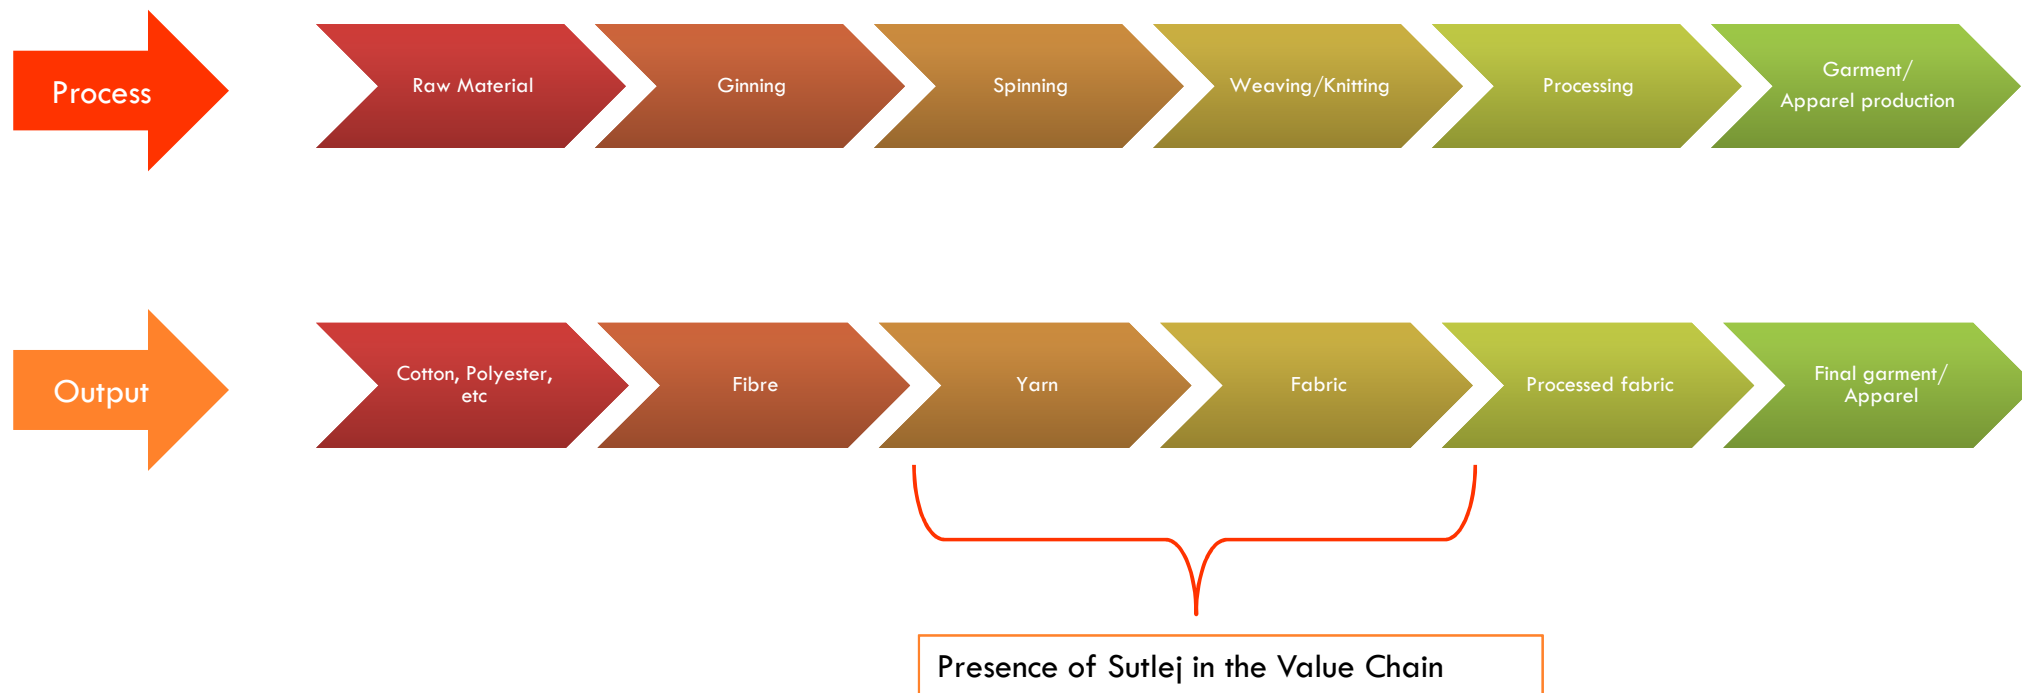 Process
Raw Material
Ginning
Spinning
Weaving/Knitting
Processing
Garment/
Apparel production
Output
Cotton, Polyester,
etc
Fibre
Yarn
Fabric
Processed fabric
Final garment/
Apparel
Presence of Sutlej in the Value Chain